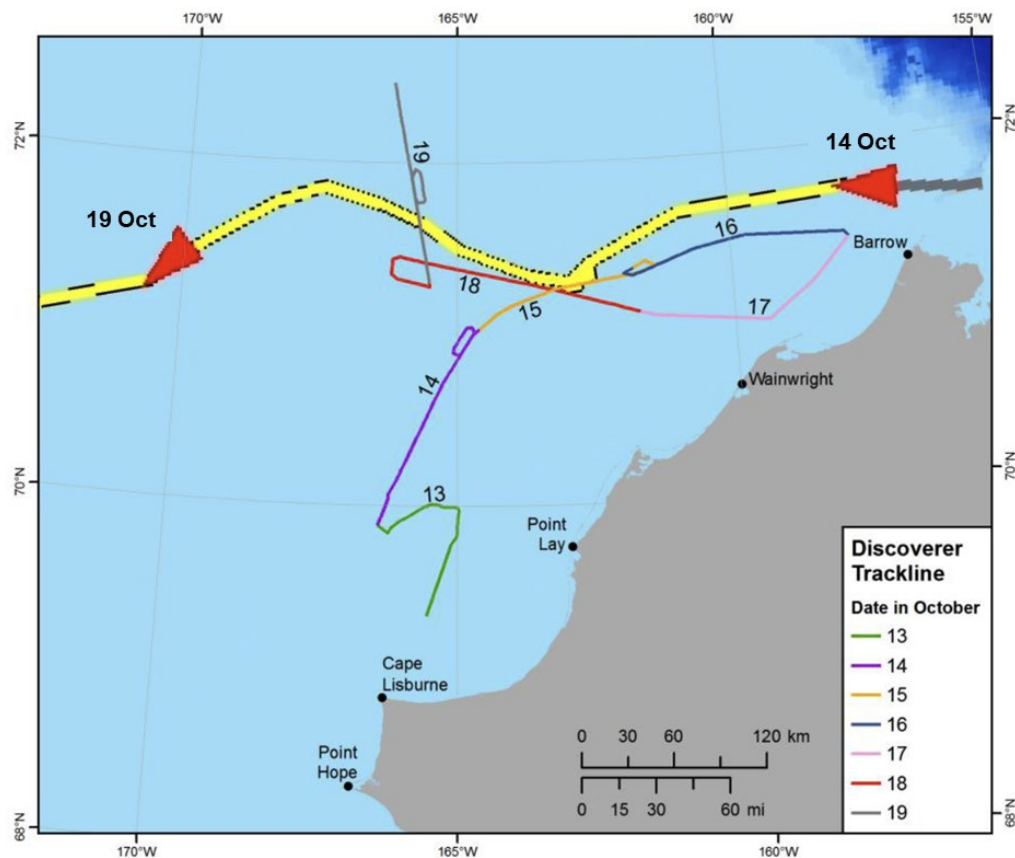 170°W
165°W
160°W
155°W
72°N
72°N
14 Oct
19
19 Oct
16
Barrow
18
17
15
Wainwright
14
70°N
70°N
13
Point
Lay
Discoverer
Trackline
Date in October
13
14
15
16
17
18
19
Cape
Lisburne
Point
Hope
0 30 60 120 km
0 15 30 60 mi
68°N
68°N
170°W
165°W
160°W